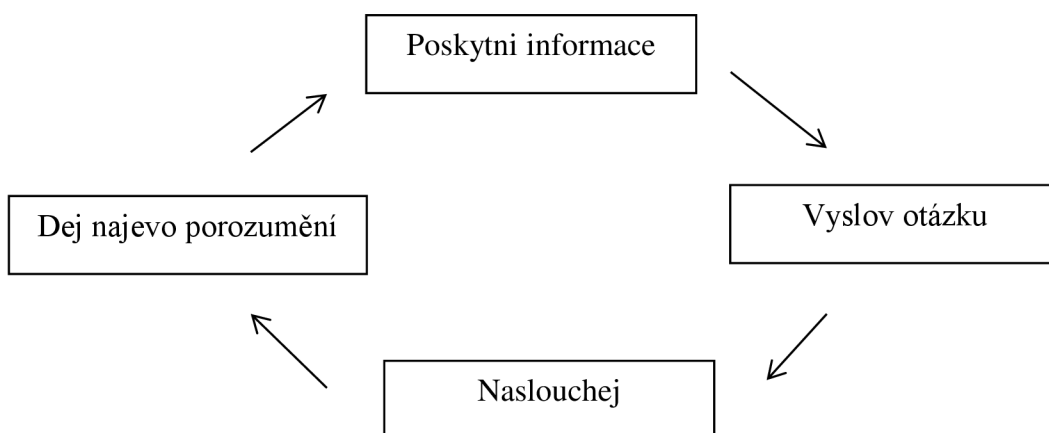 Poskytni informace
Dej najevo porozumění
Vyslov otázku
Naslouchej